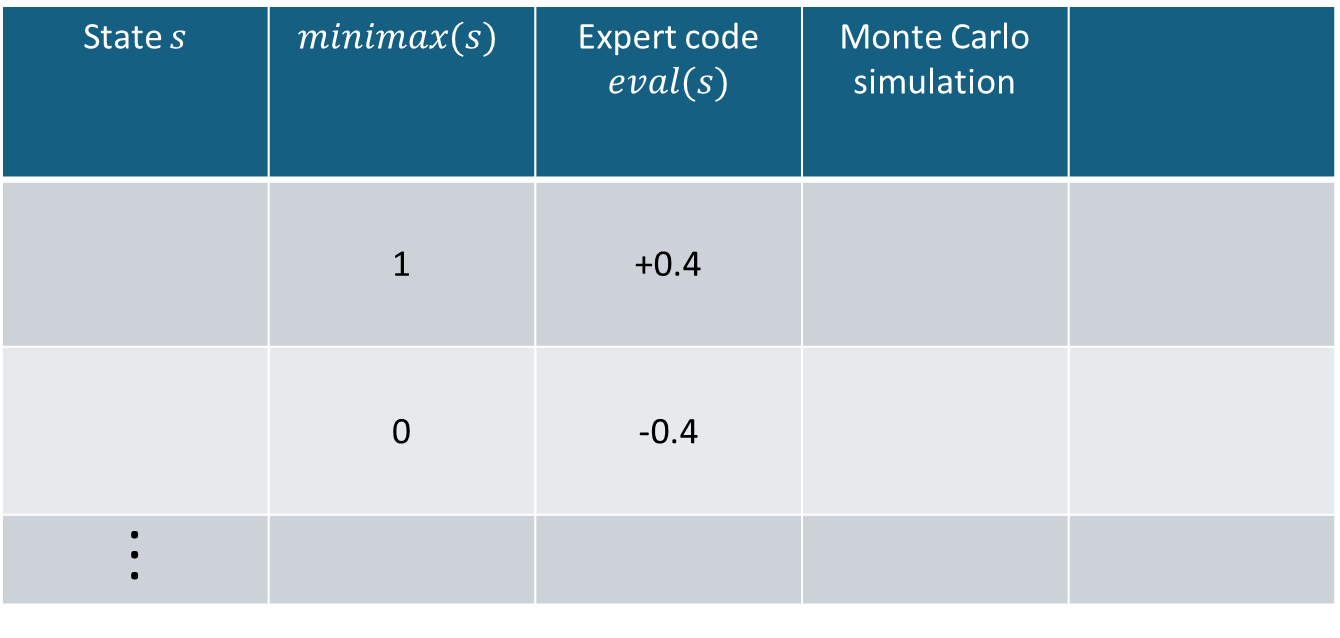 State s
minimax(s)
Expert code
eval(s)
Monte Carlo
simulation
1
+0.4
0
-0.4
⋮